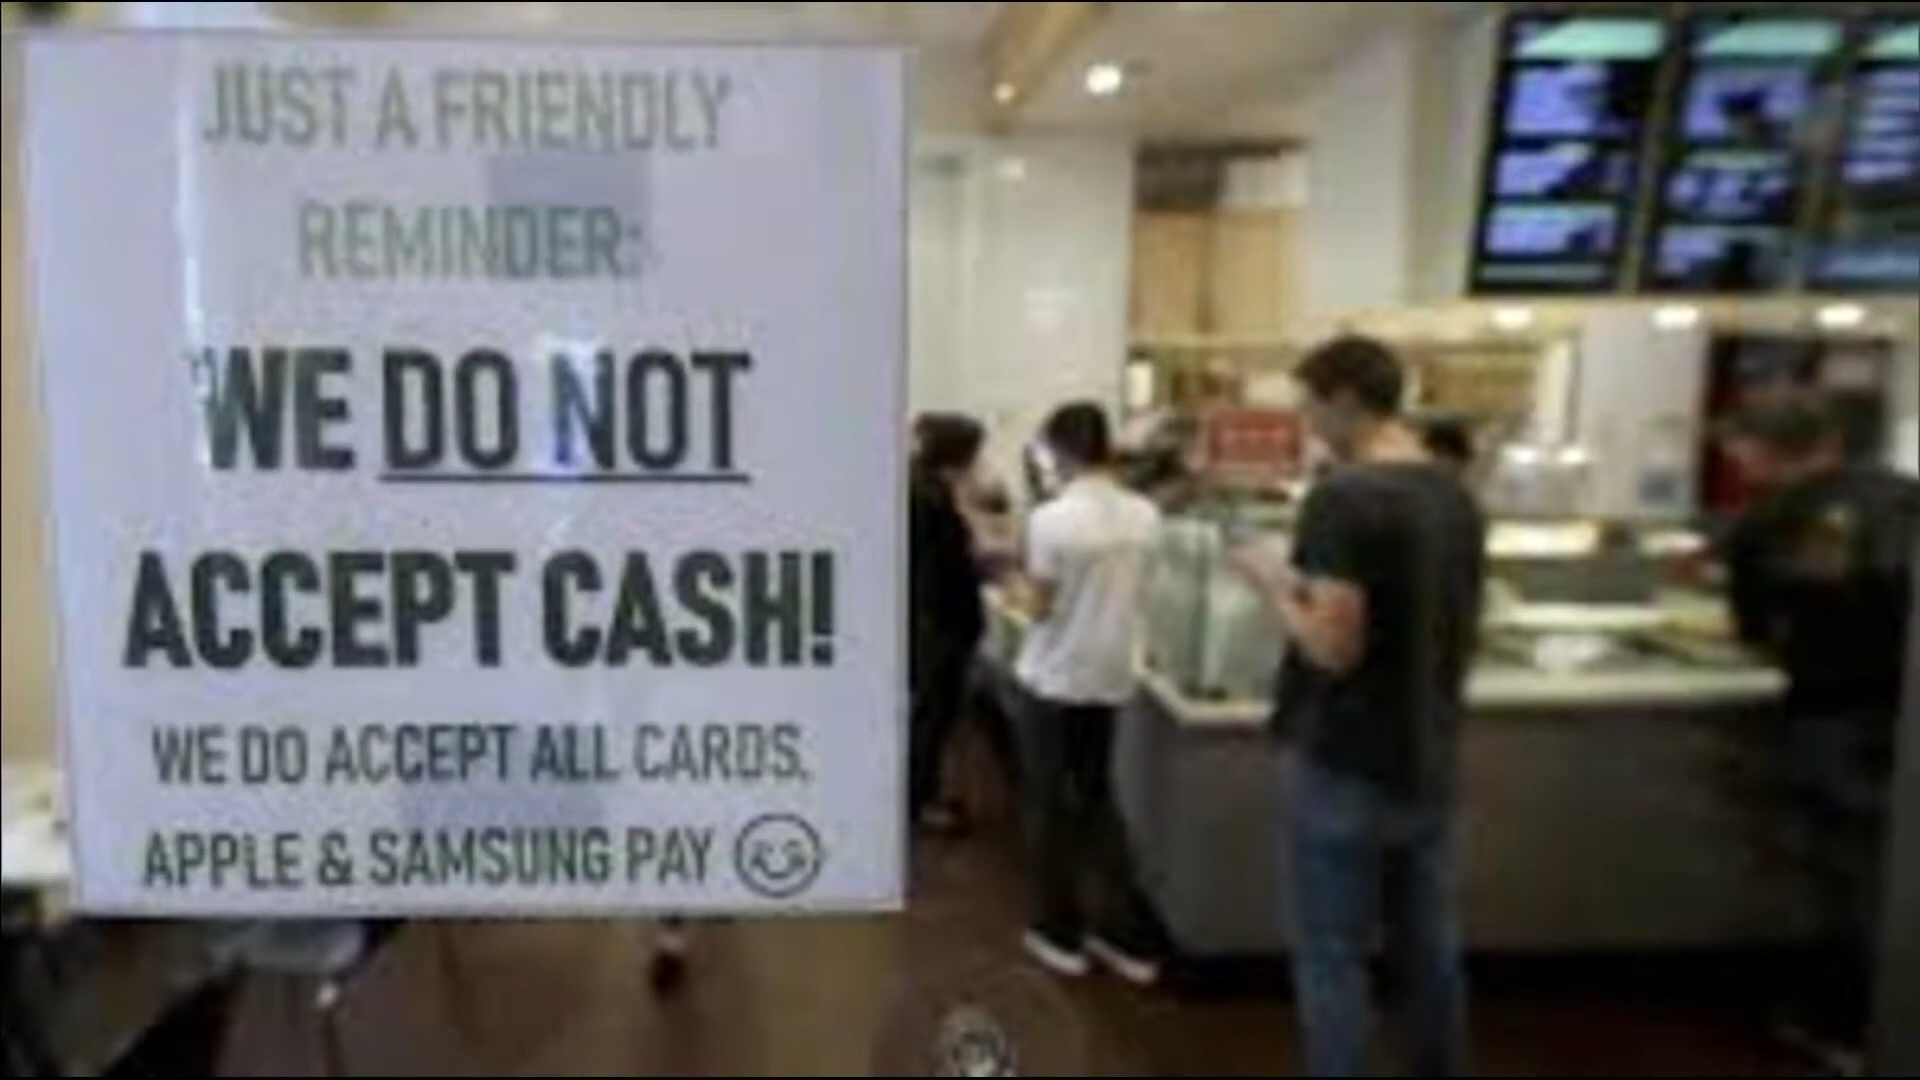 JUST A FRIENDLY
REMINDER:
WE DO NOT
ACCEPT CASH!
WE DO ACCEPT ALL CARDS,
APPLE & SAMSUNG PAY